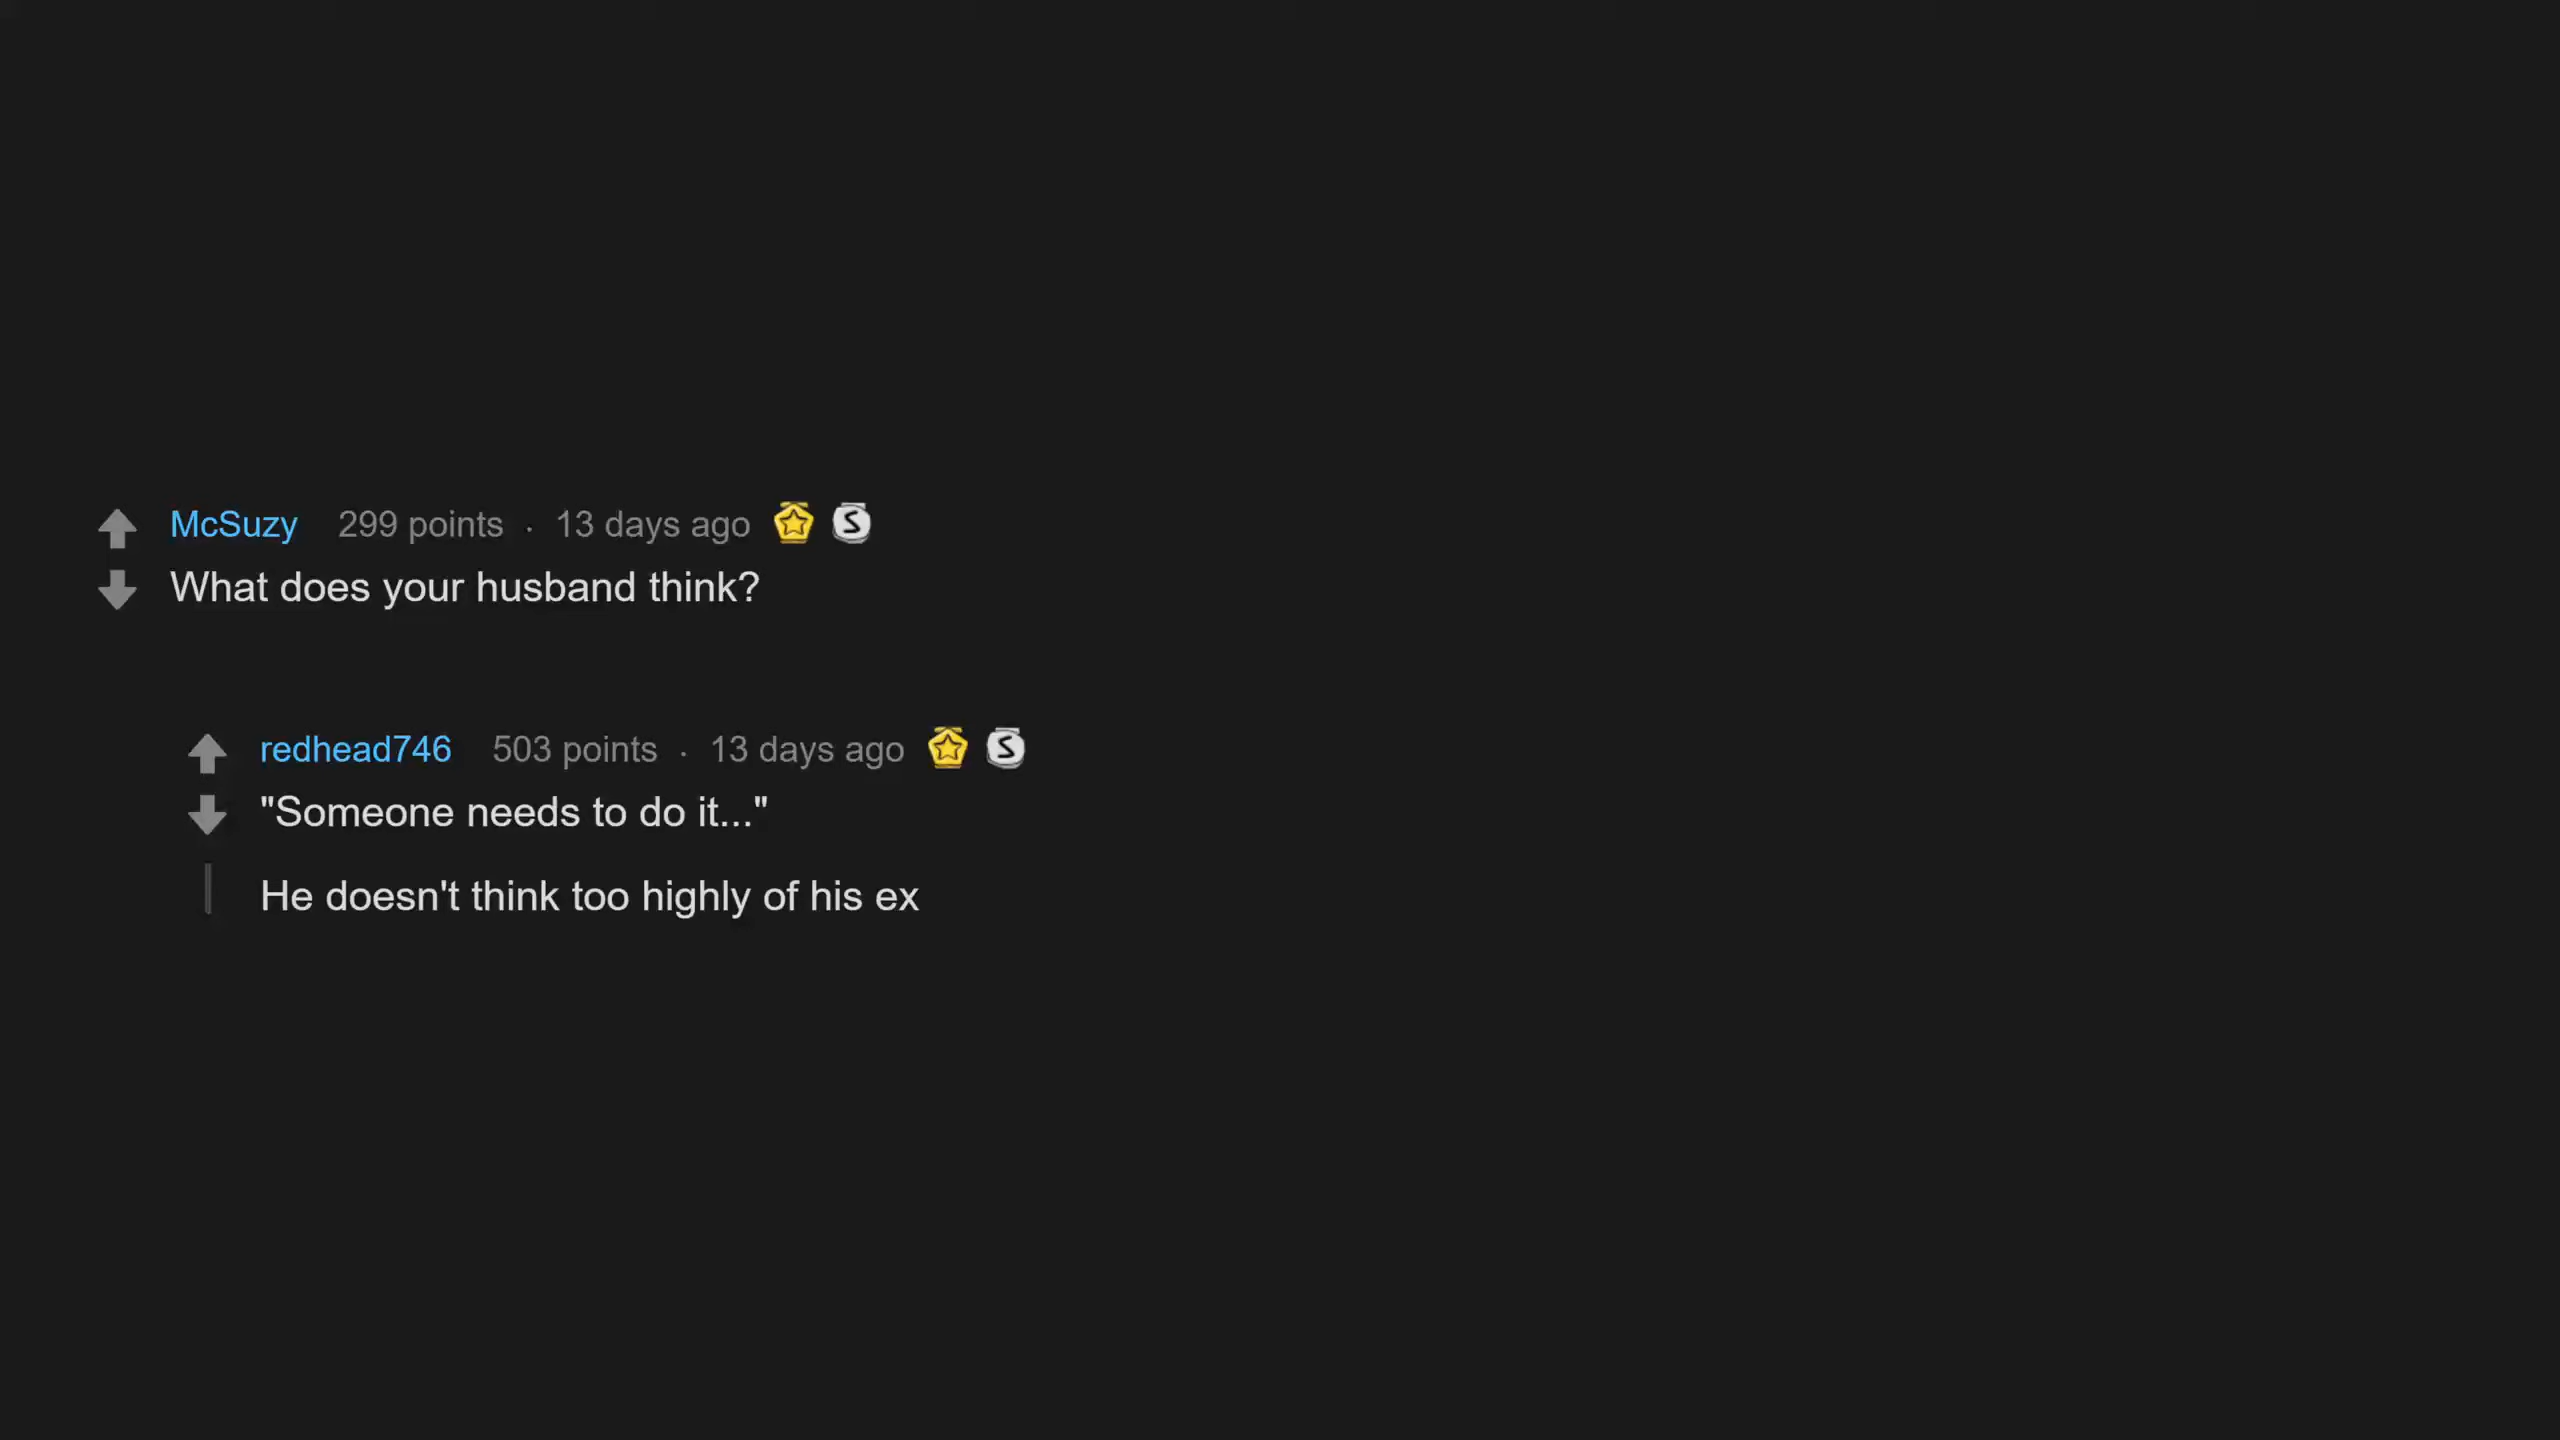 McSuzy 299 points · 13 days ago
What does your husband think?
redhead746 503 points · 13 days ago
"Someone needs to do it..."
He doesn't think too highly of his ex